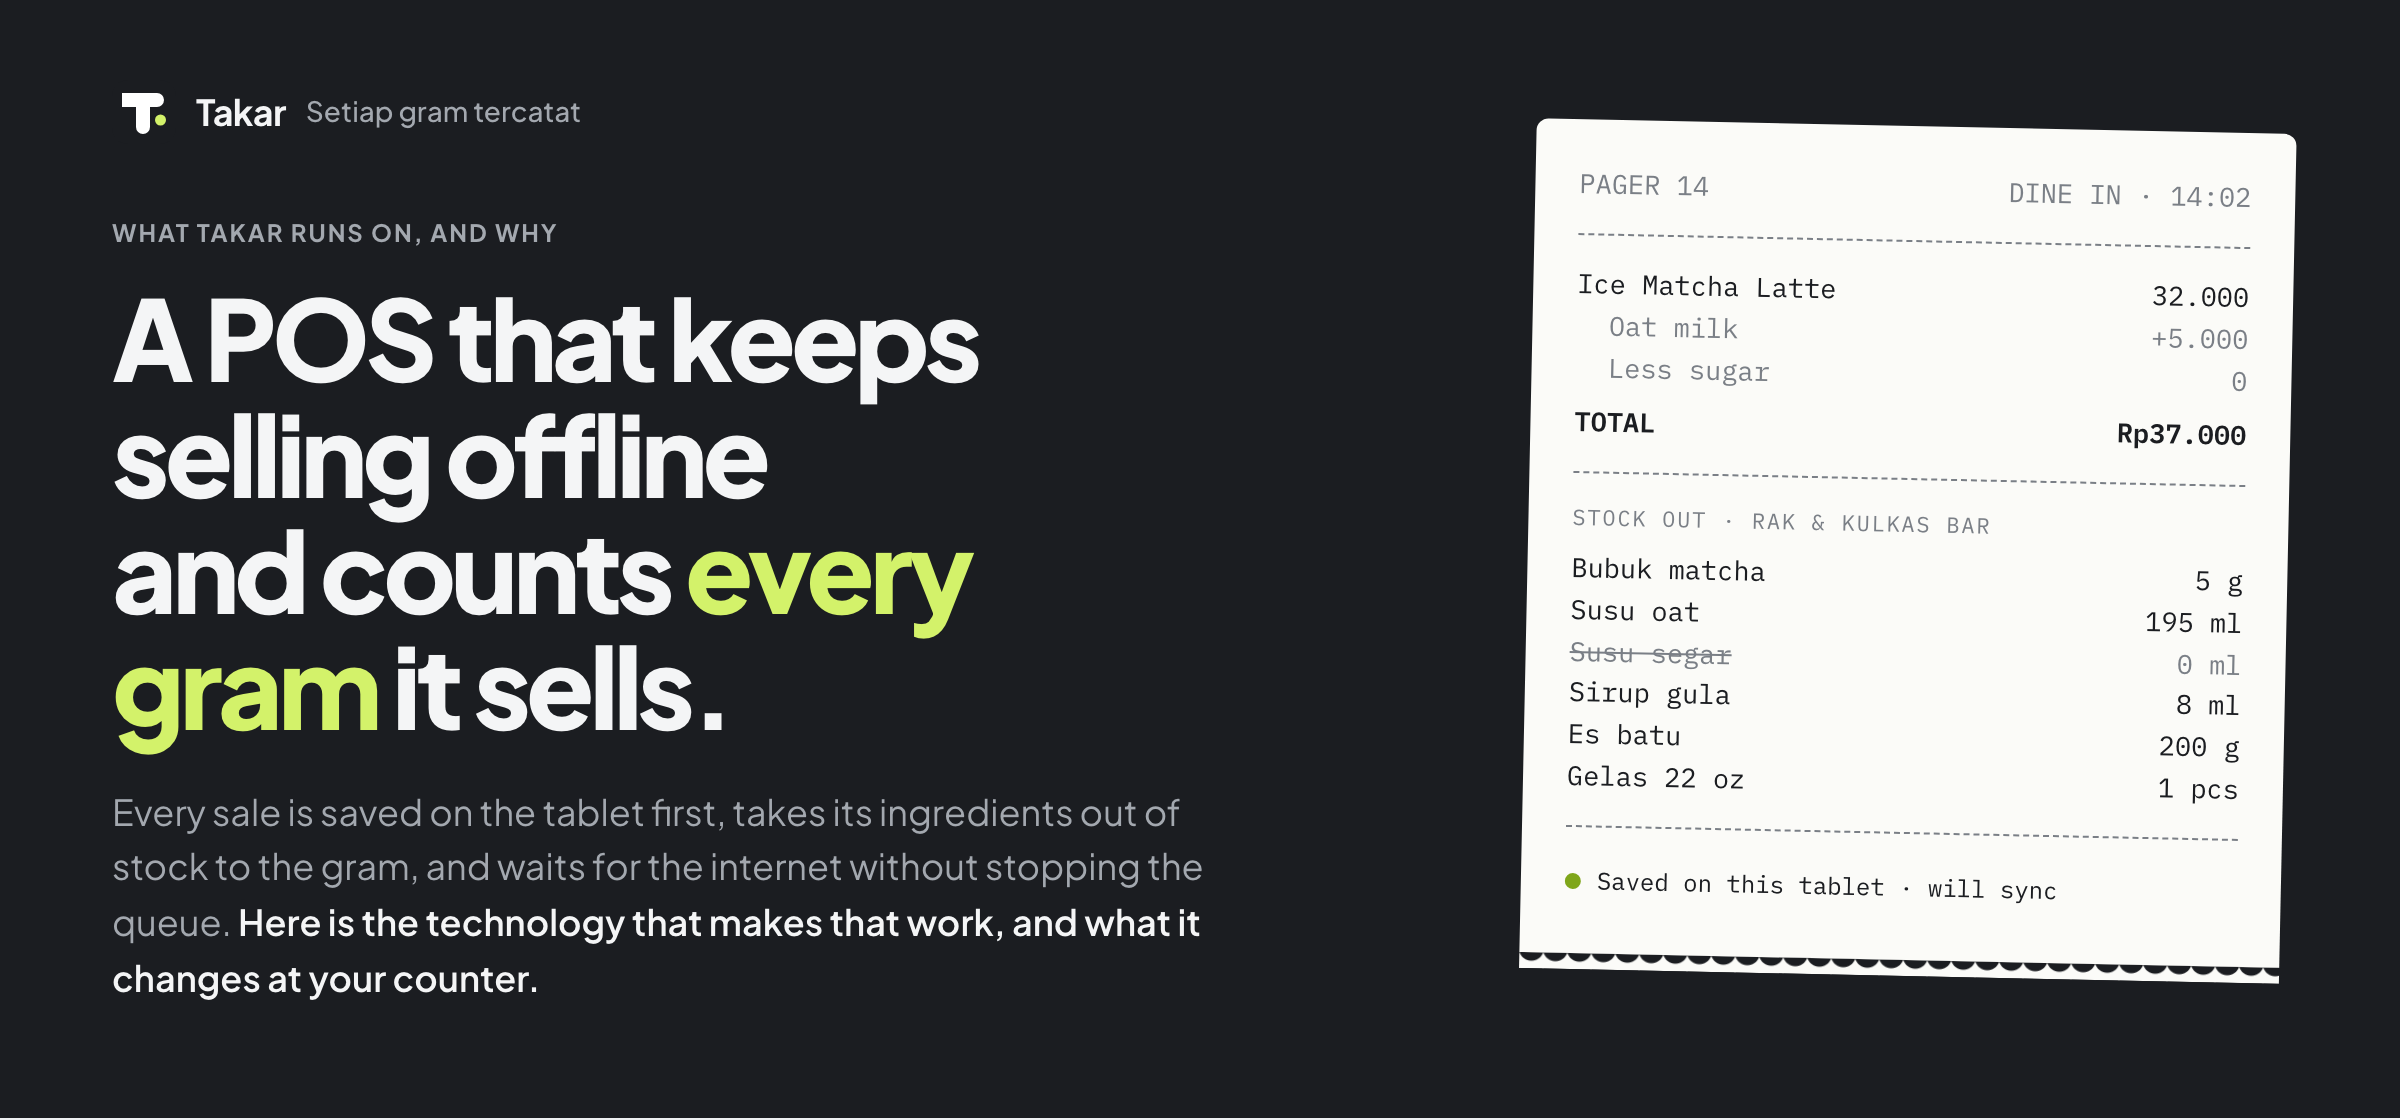 Takar Setiap gram tercatat
WHAT TAKAR RUNS ON, AND WHY
A POS that keeps
selling offline
and counts every
gram it sells.
Every sale is saved on the tablet first, takes its ingredients out of
stock to the gram, and waits for the internet without stopping the
queue. Here is the technology that makes that work, and what it
changes at your counter.
PAGER 14 DINE IN · 14:02
Ice Matcha Latte 32.000
Oat milk +5.000
Less sugar 0
TOTAL Rp37.000
STOCK OUT · RAK & KULKAS BAR
Bubuk matcha 5 g
Susu oat 195 ml
Susu segar 0 ml
Sirup gula 8 ml
Es batu 200 g
Gelas 22 oz 1 pcs
Saved on this tablet · will sync